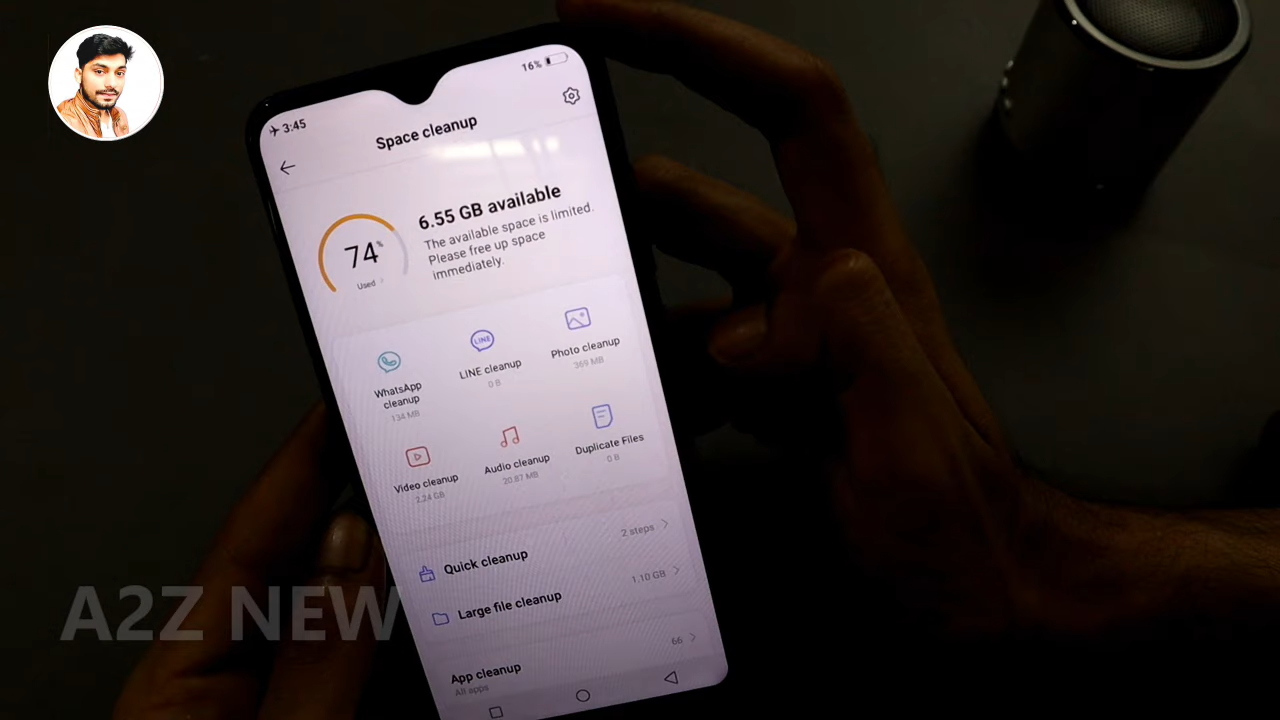 3:45
16%
Space cleanup
74%
Used
6.55 GB available
The available space is limited.
Please free up space
immediately.
WhatsApp
cleanup
134 MB
LINE
LINE cleanup
0 B
Photo cleanup
369 MB
Video cleanup
2.24 GB
Audio cleanup
20.87 MB
Duplicate Files
0 B
Quick cleanup
2 steps
Large file cleanup
1.10 GB
App cleanup
All apps
66
A2Z NEW